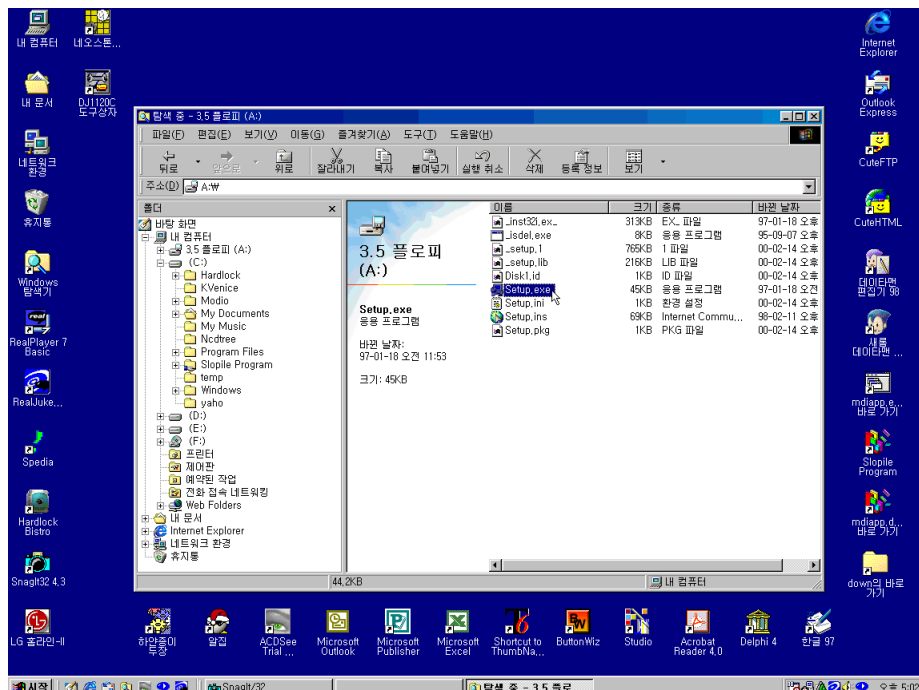 내 컴퓨터
네오스톤...
Internet
Explorer
내 문서
DJ1120C
도구상자
Outlook
Express
네트워크
환경
CuteFTP
휴지통
CuteHTML
Windows
탐색기
데이타맨
편집기 98
RealPlayer 7
Basic
새롬
데이타맨 ...
RealJuke...
mdiapp.e...
바로 가기
Spedia
Slopile
Program
Hardlock
Bistro
mdiapp.d...
바로 가기
SnagIt32 4.3
down의 바로
가기
탐색 중 - 3.5 플로피 (A:)
파일(F) 편집(E) 보기(V) 이동(G) 즐겨찾기(A) 도구(T) 도움말(H)
뒤로 앞으로 위로 잘라내기 복사 붙여넣기 실행 취소 삭제 등록 정보 보기
주소(D) A:₩
폴더
바탕 화면
내 컴퓨터
3.5 플로피 (A:)
(C:)
Hardlock
KVenice
Modio
My Documents
My Music
Ncdtree
Program Files
Slopile Program
temp
Windows
yaho
(D:)
(E:)
(F:)
프린터
제어판
예약된 작업
전화 접속 네트워킹
Web Folders
내 문서
Internet Explorer
네트워크 환경
휴지통
3.5 플로피
(A:)
Setup.exe
응용 프로그램
바뀐 날짜:
97-01-18 오전 11:53
크기: 45KB
이름 크기 종류 바뀐 날짜
_inst32i.ex_ 313KB EX_ 파일 97-01-18 오후
_isdel.exe 8KB 응용 프로그램 95-09-07 오후
_setup.1 765KB 1 파일 00-02-14 오후
_setup.lib 216KB LIB 파일 00-02-14 오후
Disk1.id 1KB ID 파일 00-02-14 오후
Setup.exe 45KB 응용 프로그램 97-01-18 오전
Setup.ini 1KB 환경 설정 00-02-14 오후
Setup.ins 69KB Internet Commu... 98-02-11 오후
Setup.pkg 1KB PKG 파일 00-02-14 오후
44.2KB 내 컴퓨터
LG 홈라인-II
하얀종이
두장
알집
ACDSee
Trial ...
Microsoft
Outlook
Microsoft
Publisher
Microsoft
Excel
Shortcut to
ThumbNa...
ButtonWiz
Studio
Acrobat
Reader 4.0
Delphi 4
한글 97
시작 SnagIt/32 탐색 중 - 3.5 플로 오후 5:02